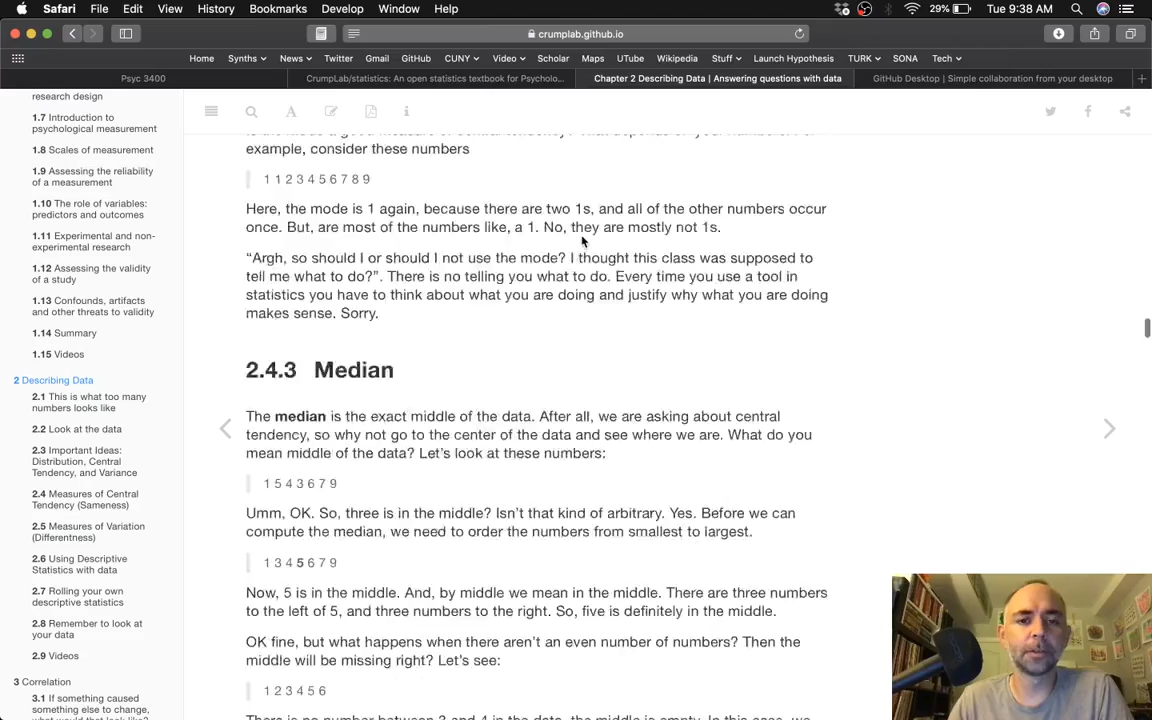 Safari File Edit View History Bookmarks Develop Window Help 29% Tue 9:38 AM
crumplab.github.io
Home Synths News Twitter Gmail GitHub CUNY Video Scholar Maps UTube Wikipedia Stuff Launch Hypothesis TURK SONA Tech
Psyc 3400 CrumpLab/statistics: An open statistics textbook for Psycholo... Chapter 2 Describing Data | Answering questions with data GitHub Desktop | Simple collaboration from your desktop
research design
1.7 Introduction to
psychological measurement
1.8 Scales of measurement
1.9 Assessing the reliability
of a measurement
1.10 The role of variables:
predictors and outcomes
1.11 Experimental and non-
experimental research
1.12 Assessing the validity
of a study
1.13 Confounds, artifacts
and other threats to validity
1.14 Summary
1.15 Videos
2 Describing Data
2.1 This is what too many
numbers looks like
2.2 Look at the data
2.3 Important Ideas:
Distribution, Central
Tendency, and Variance
2.4 Measures of Central
Tendency (Sameness)
2.5 Measures of Variation
(Differentness)
2.6 Using Descriptive
Statistics with data
2.7 Rolling your own
descriptive statistics
2.8 Remember to look at
your data
2.9 Videos
3 Correlation
3.1 If something caused
something else to change,
what would that look like?
example, consider these numbers
1 1 2 3 4 5 6 7 8 9
Here, the mode is 1 again, because there are two 1s, and all of the other numbers occur
once. But, are most of the numbers like, a 1. No, they are mostly not 1s.
“Argh, so should I or should I not use the mode? I thought this class was supposed to
tell me what to do?”. There is no telling you what to do. Every time you use a tool in
statistics you have to think about what you are doing and justify why what you are doing
makes sense. Sorry.
2.4.3 Median
The median is the exact middle of the data. After all, we are asking about central
tendency, so why not go to the center of the data and see where we are. What do you
mean middle of the data? Let’s look at these numbers:
1 5 4 3 6 7 9
Umm, OK. So, three is in the middle? Isn’t that kind of arbitrary. Yes. Before we can
compute the median, we need to order the numbers from smallest to largest.
1 3 4 5 6 7 9
Now, 5 is in the middle. And, by middle we mean in the middle. There are three numbers
to the left of 5, and three numbers to the right. So, five is definitely in the middle.
OK fine, but what happens when there aren’t an even number of numbers? Then the
middle will be missing right? Let’s see:
1 2 3 4 5 6
There is no number between 3 and 4 in the data, the middle is empty. In this case, we